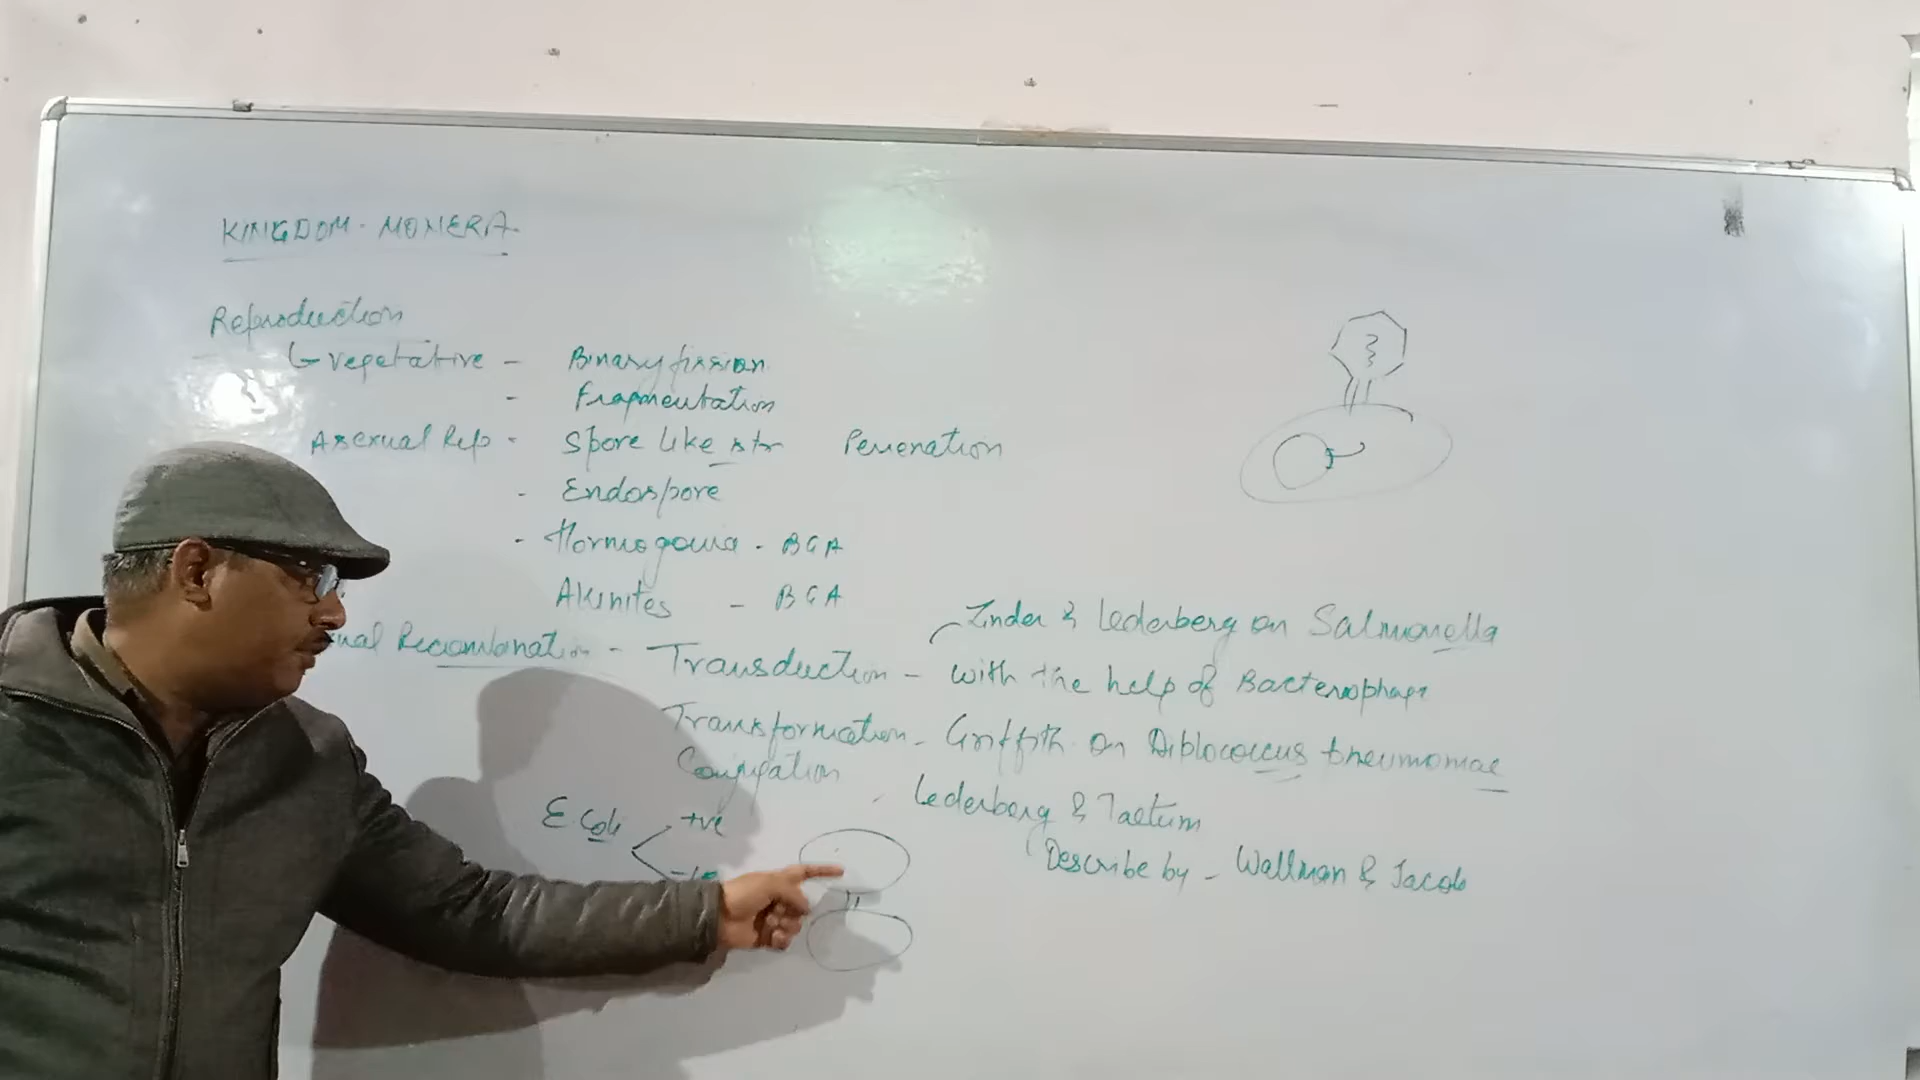 KINGDOM - MONERA
Reproduction
vegetative - Binary fission
- Fragmentation
Asexual Rep - Spore like str Perenation
- Endospore
- Hormogonia - BGA
Akinites - BGA
Zinder & Lederberg on Salmonella
Recombination - Transduction - with the help of Bacteriophage
Transformation - Griffith on Diplococcus pneumoniae
Conjugation - Lederberg & Taetum
E. Coli +ve
Describe by - Wallman & Jacob